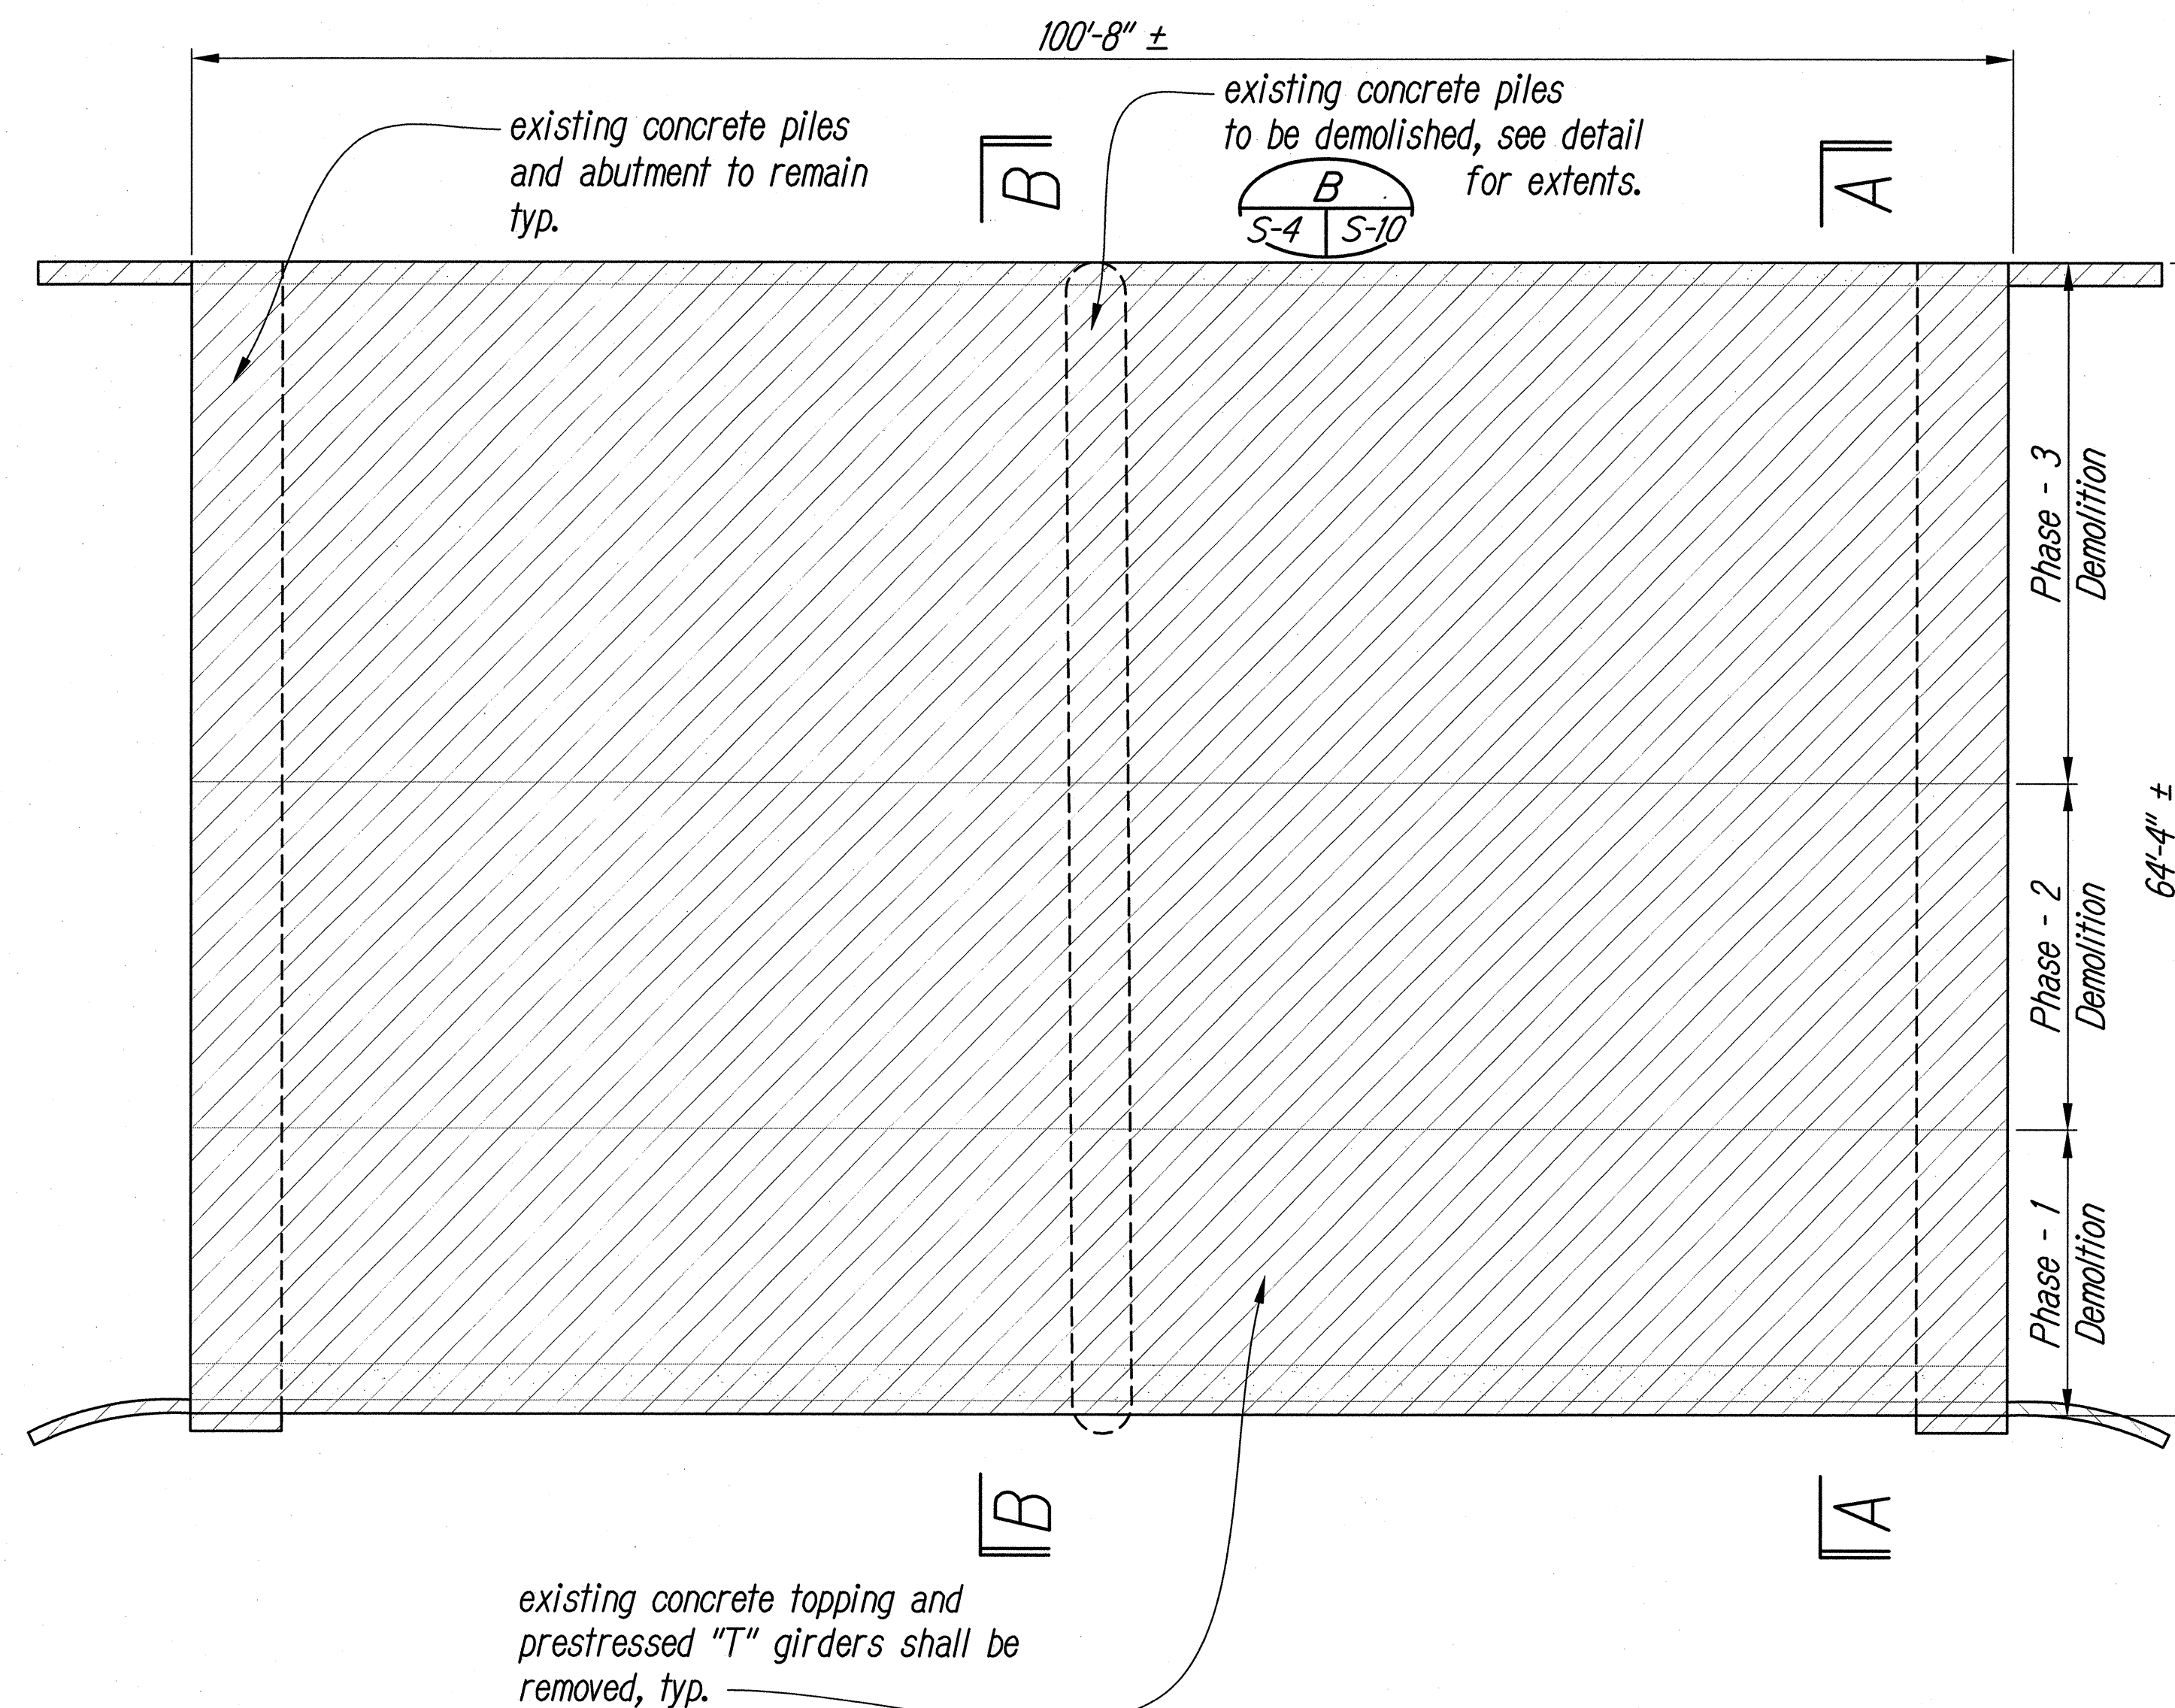 100'-8" ±
existing concrete piles
and abutment to remain
typ.
B
existing concrete piles
to be demolished, see detail
for extents.
B
S-4 S-10
A
Phase - 3
Demolition
Phase - 2
Demolition
64'-4" ±
Phase - 1
Demoltion
B
A
existing concrete topping and
prestressed "T" girders shall be
removed, typ.